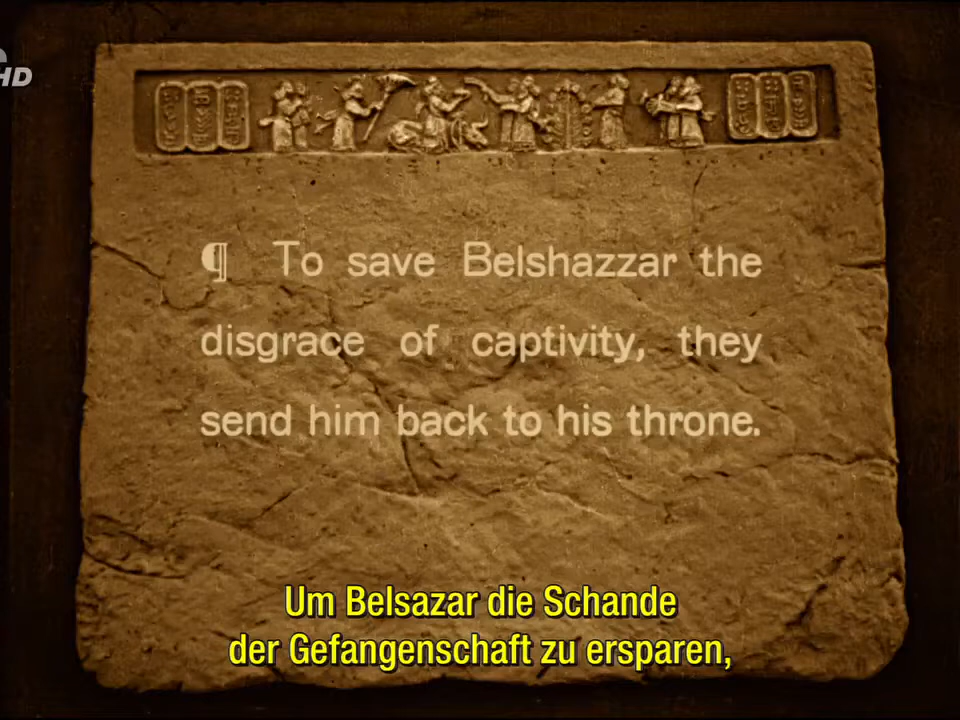 HD
¶ To save Belshazzar the
disgrace of captivity, they
send him back to his throne.
Um Belsazar die Schande
der Gefangenschaft zu ersparen,